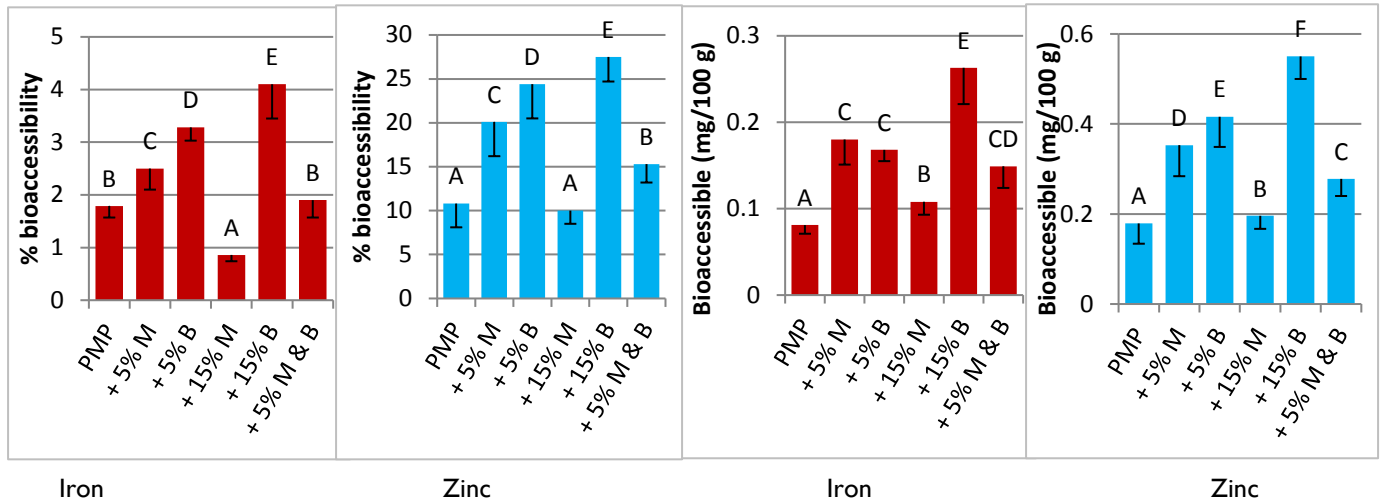 % bioaccessibility
5
4
3
2
1
0
B
C
D
A
E
B
PMP
+ 5% M
+ 5% B
+ 15% M
+ 15% B
+ 5% M & B
Iron
% bioaccessibility
30
25
20
15
10
5
0
A
C
D
A
E
B
PMP
+ 5% M
+ 5% B
+ 15% M
+ 15% B
+ 5% M & B
Zinc
Bioaccessible (mg/100 g)
0.3
0.2
0.1
0
A
C
C
B
E
CD
PMP
+ 5% M
+ 5% B
+ 15% M
+ 15% B
+ 5% M & B
Iron
Bioaccessible (mg/100 g)
0.6
0.4
0.2
0
A
D
E
B
F
C
PMP
+ 5% M
+ 5% B
+ 15% M
+ 15% B
+ 5% M & B
Zinc